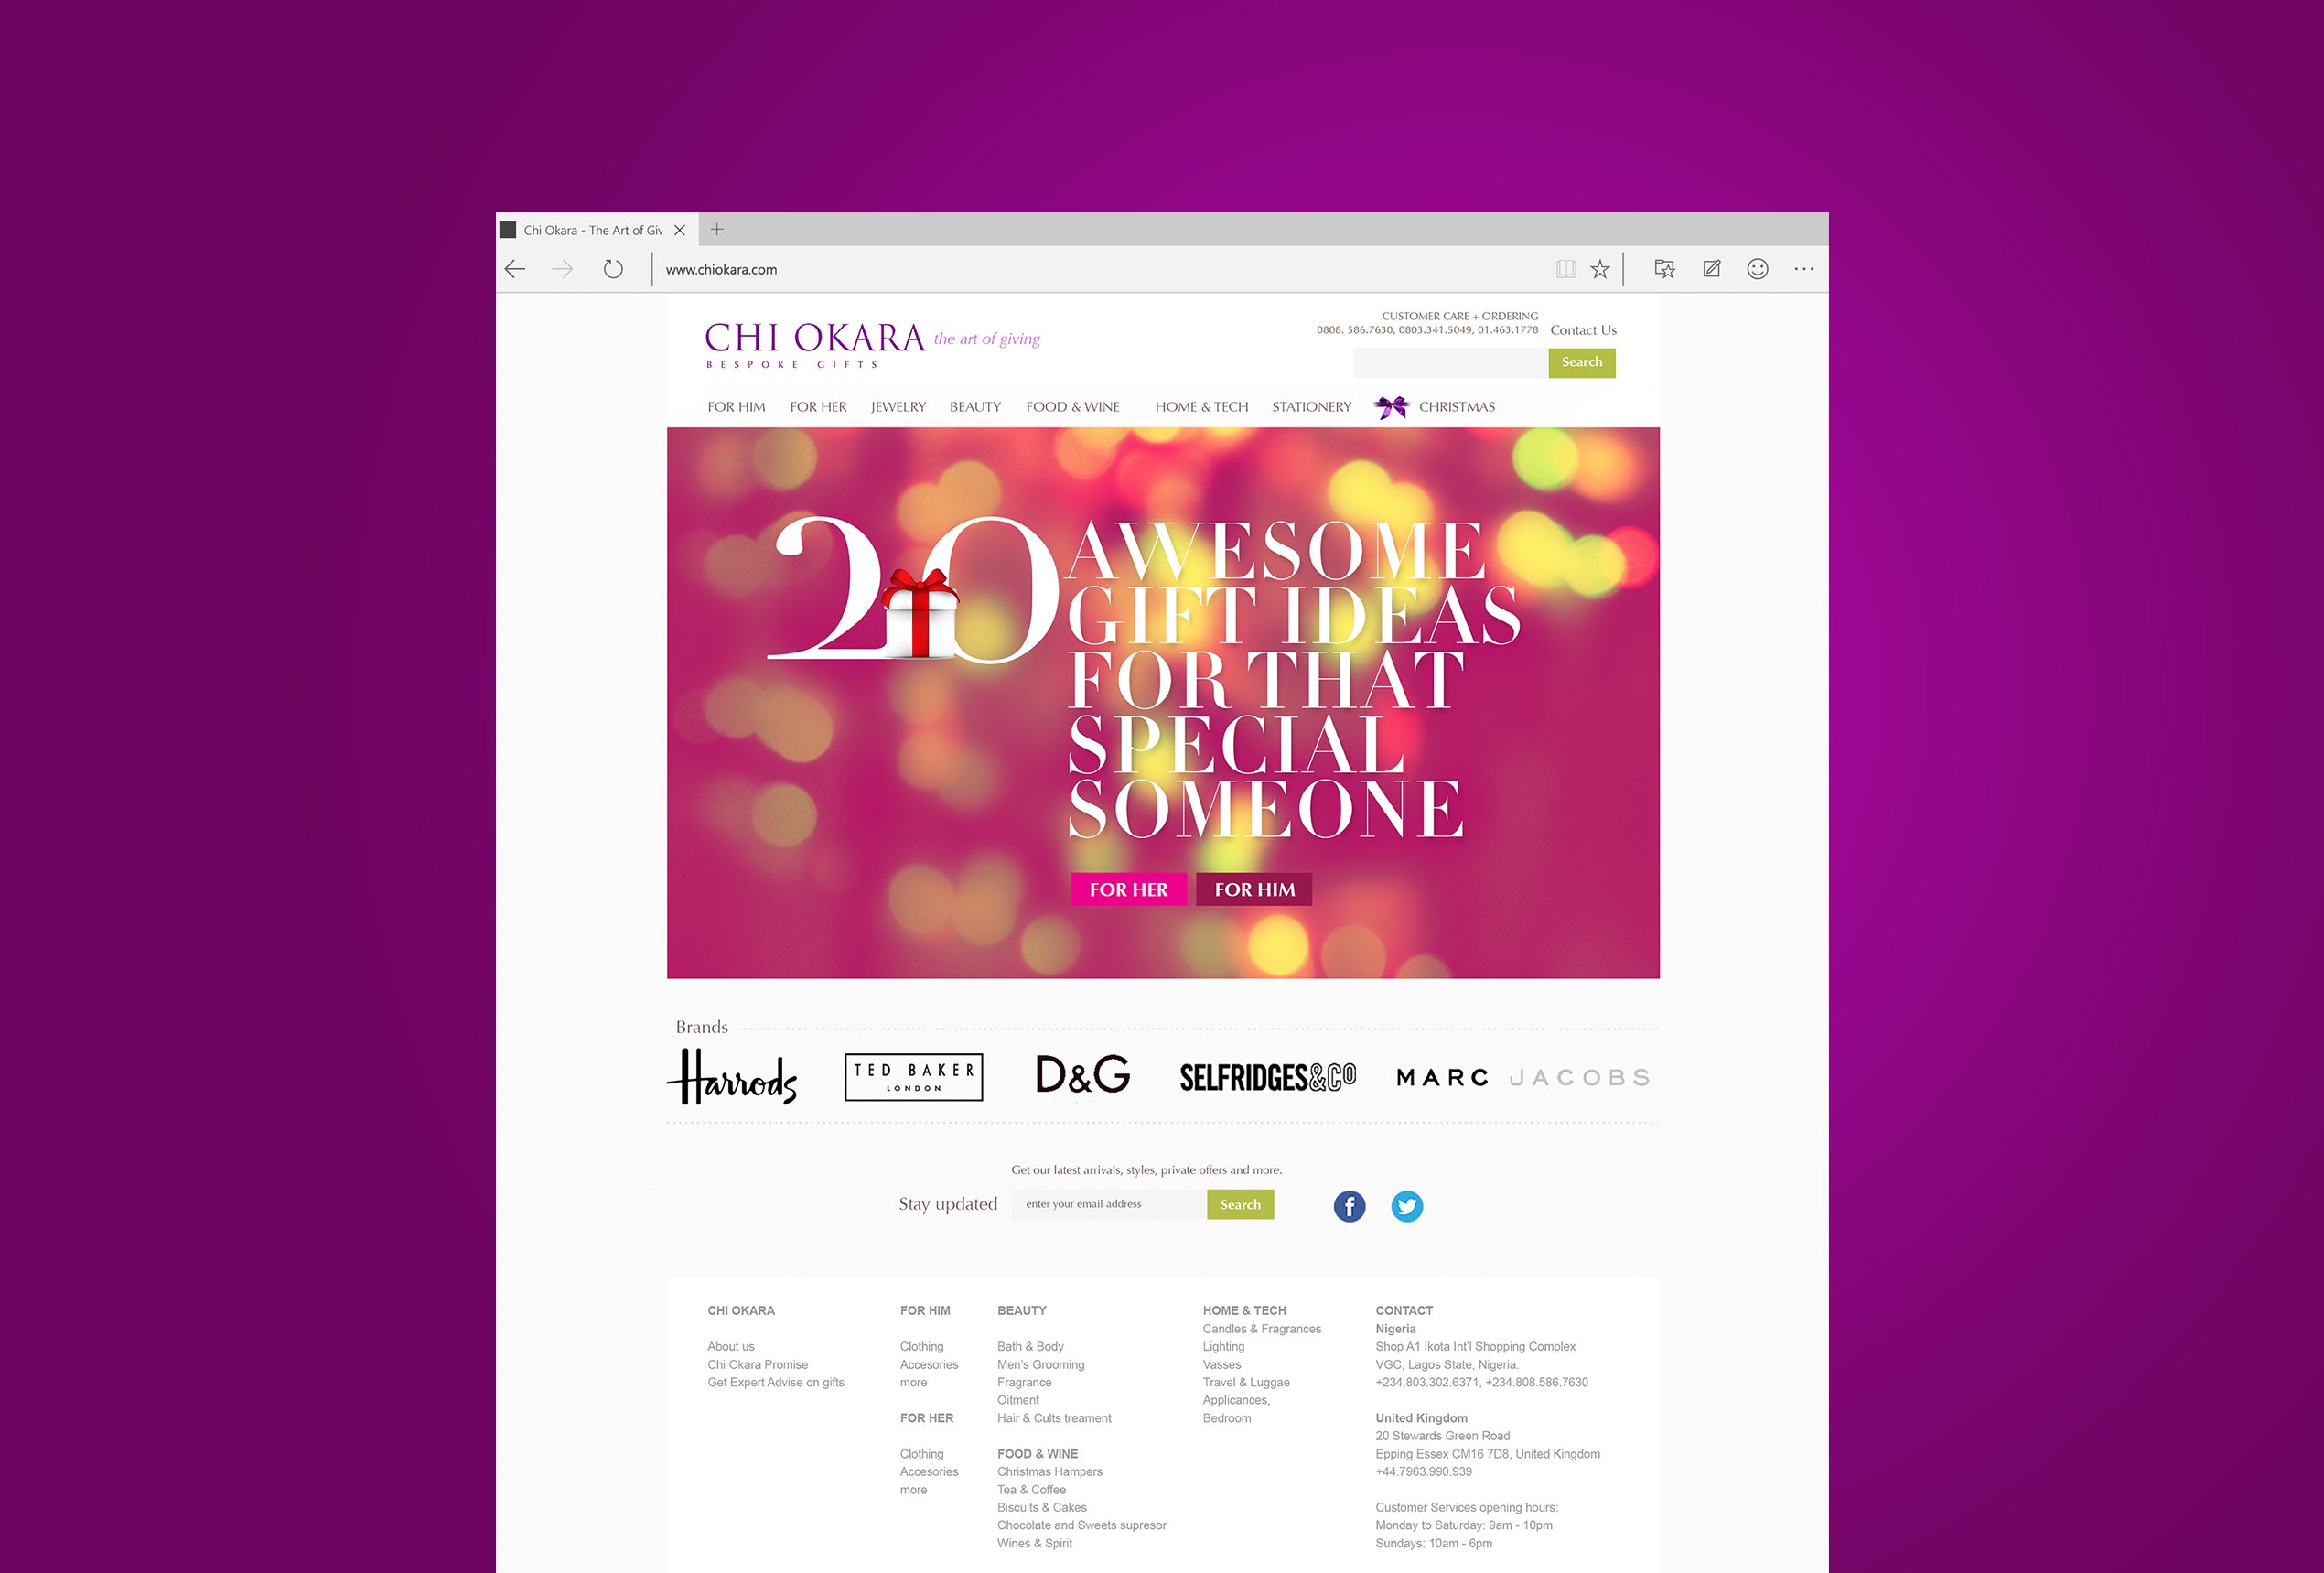 Chi Okara - The Art of Giv
www.chiokara.com
CHI OKARA the art of giving
BESPOKE GIFTS
CUSTOMER CARE + ORDERING
0808. 586.7630, 0803.341.5049, 01.463.1778 Contact Us
Search
FOR HIM FOR HER JEWELRY BEAUTY FOOD & WINE HOME & TECH STATIONERY CHRISTMAS
20 AWESOME
GIFT IDEAS
FOR THAT
SPECIAL
SOMEONE
FOR HER FOR HIM
Brands
Harrods TED BAKER LONDON D&G SELFRIDGES&CO MARC JACOBS
Get our latest arrivals, styles, private offers and more.
Stay updated enter your email address Search
CHI OKARA
About us
Chi Okara Promise
Get Expert Advise on gifts
FOR HIM
Clothing
Accesories
more
FOR HER
Clothing
Accesories
more
BEAUTY
Bath & Body
Men's Grooming
Fragrance
Oitment
Hair & Cults treament
FOOD & WINE
Christmas Hampers
Tea & Coffee
Biscuits & Cakes
Chocolate and Sweets supresor
Wines & Spirit
HOME & TECH
Candles & Fragrances
Lighting
Vasses
Travel & Luggae
Applicances,
Bedroom
CONTACT
Nigeria
Shop A1 Ikota Int'l Shopping Complex
VGC, Lagos State, Nigeria.
+234.803.302.6371, +234.808.586.7630
United Kingdom
20 Stewards Green Road
Epping Essex CM16 7D8, United Kingdom
+44.7963.990.939
Customer Services opening hours:
Monday to Saturday: 9am - 10pm
Sundays: 10am - 6pm